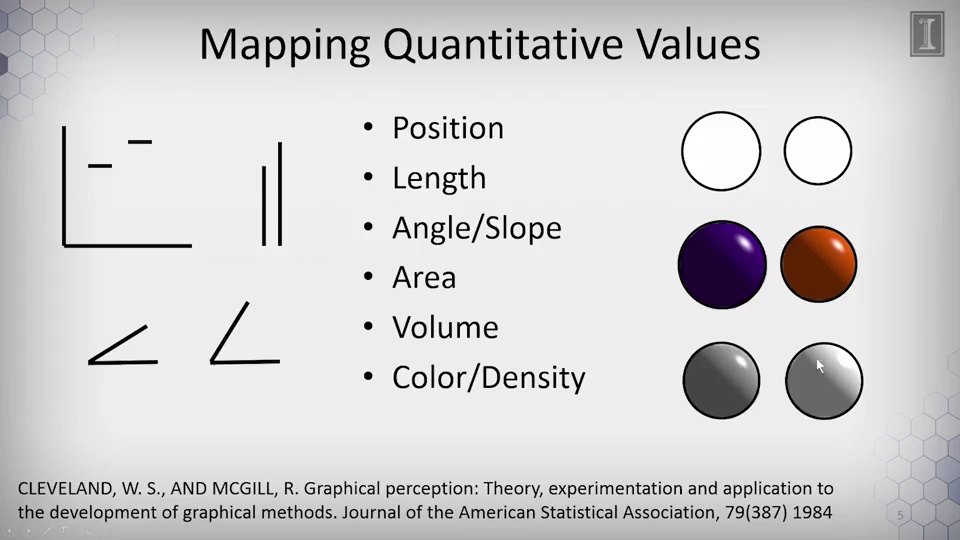 Mapping Quantitative Values
I
• Position
• Length
• Angle/Slope
• Area
• Volume
• Color/Density
CLEVELAND, W. S., AND MCGILL, R. Graphical perception: Theory, experimentation and application to
the development of graphical methods. Journal of the American Statistical Association, 79(387) 1984
5